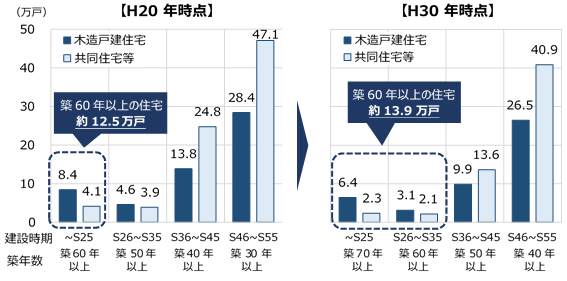 【H20 年時点】
(万戸)
50
40
30
20
10
0
木造戸建住宅
共同住宅等
築 60 年以上の住宅
約 12.5万戸
8.4
4.1
4.6
3.9
13.8
24.8
28.4
47.1
建設時期
~S25
S26~S35
S36~S45
S46~S55
築年数
築 60 年以上
築 50 年以上
築 40 年以上
築 30 年以上
【H30 年時点】
木造戸建住宅
共同住宅等
築 60 年以上の住宅
約 13.9 万戸
6.4
2.3
3.1
2.1
9.9
13.6
26.5
40.9
~S25
S26~S35
S36~S45
S46~S55
築 70 年以上
築 60 年以上
築 50 年以上
築 40 年以上